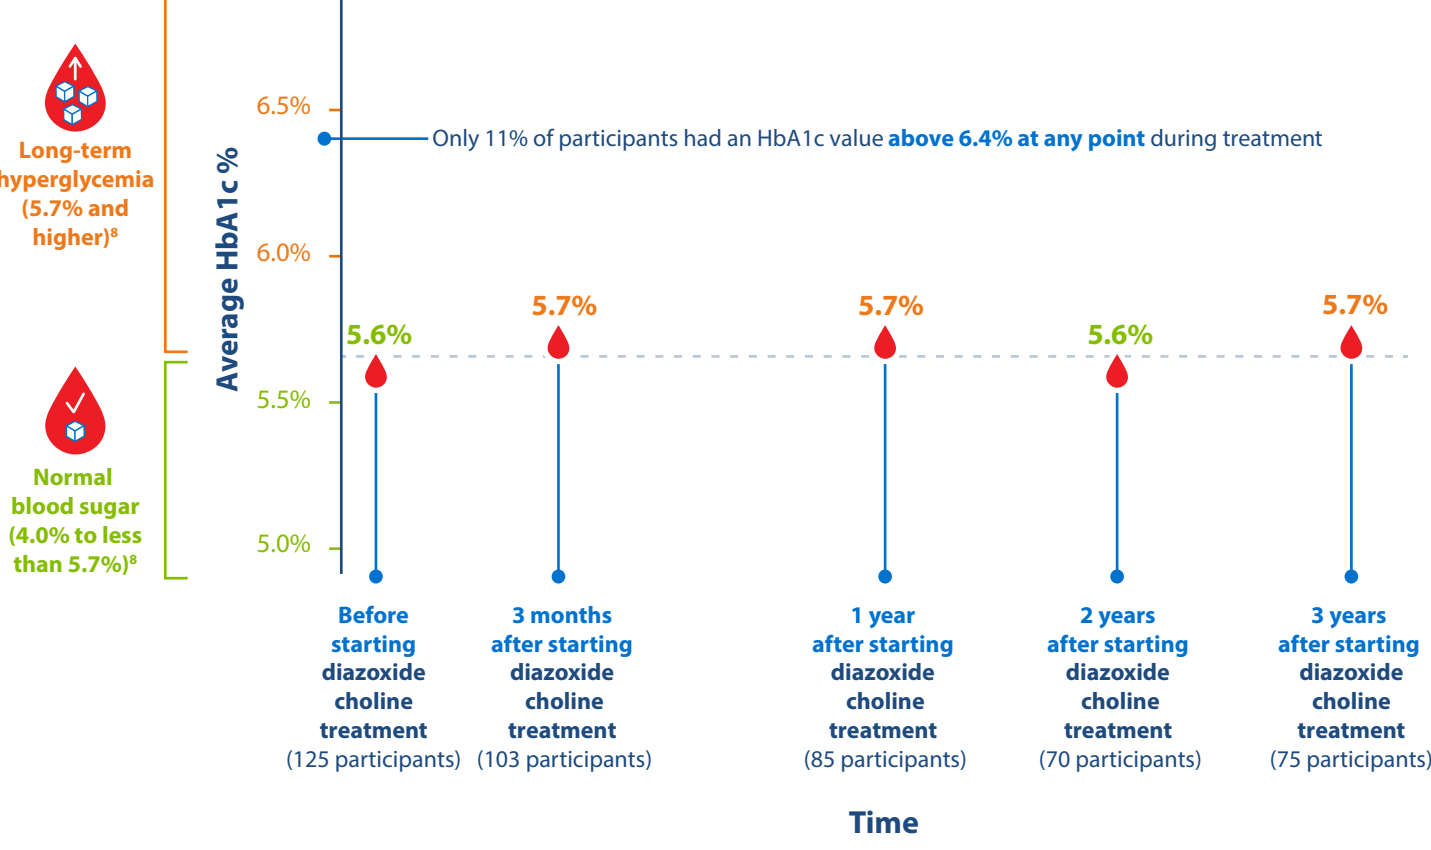 6.5%
Only 11% of participants had an HbA1c value above 6.4% at any point during treatment
Long-term
hyperglycemia
(5.7% and
higher)⁸
Average HbA1c %
6.0%
5.6%
5.7%
5.7%
5.6%
5.7%
5.5%
5.0%
Normal
blood sugar
(4.0% to less
than 5.7%)⁸
Before
starting
diazoxide
choline
treatment
(125 participants)
3 months
after starting
diazoxide
choline
treatment
(103 participants)
1 year
after starting
diazoxide
choline
treatment
(85 participants)
2 years
after starting
diazoxide
choline
treatment
(70 participants)
3 years
after starting
diazoxide
choline
treatment
(75 participants)
Time